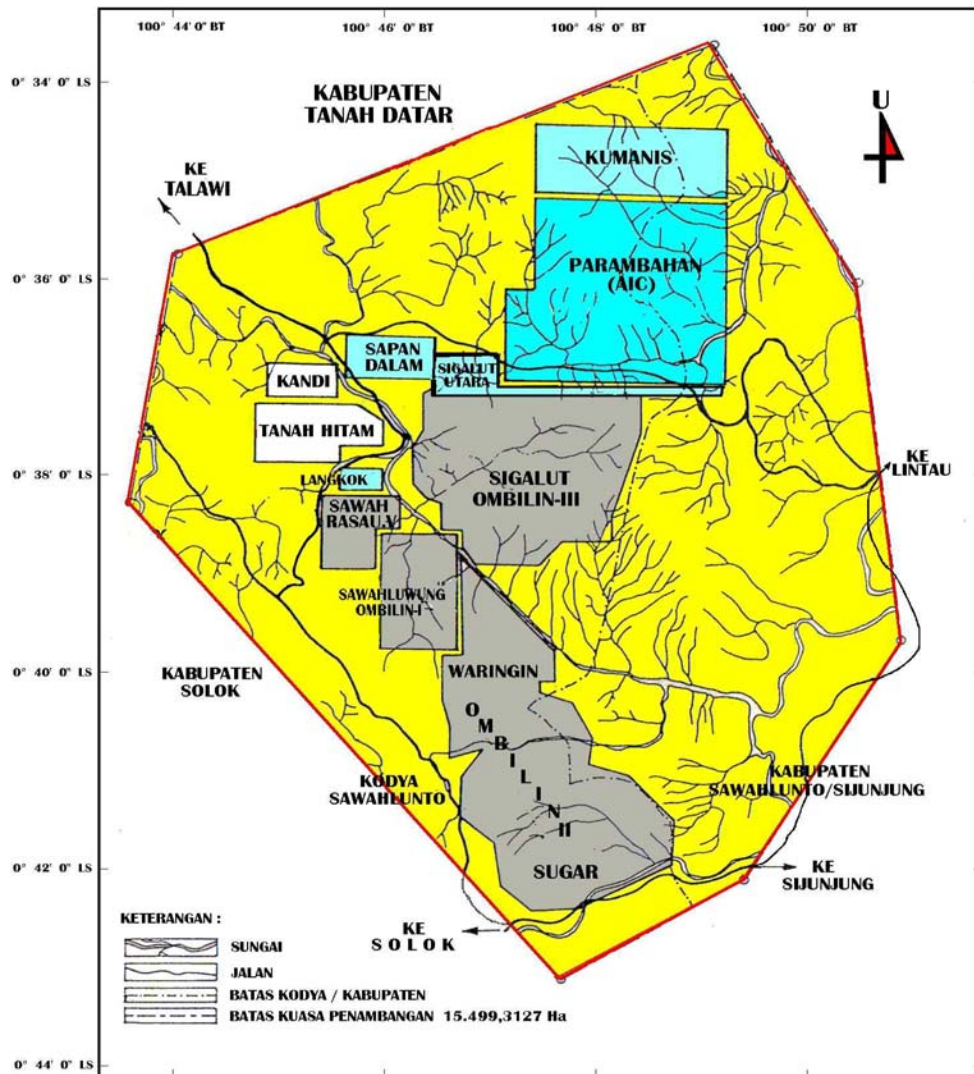 100° 44' 0" BT
100° 46' 0" BT
100° 48' 0" BT
100° 50' 0" BT
0° 34' 0" LS
0° 36' 0" LS
0° 38' 0" LS
0° 40' 0" LS
0° 42' 0" LS
0° 44' 0" LS
KABUPATEN
TANAH DATAR
U
KE
TALAWI
KUMANIS
PARAMBAHAN
(AIC)
SAPAN
DALAM
SIGALUT
UTARA
KANDI
TANAH HITAM
LANGKOK
SAWAH
RASAU.V
SIGALUT
OMBILIN-III
KE
LINTAU
SAWAHLUWUNG
OMBILIN-I
KABUPATEN
SOLOK
WARINGIN
OMBILIN II
KODYA
SAWAHLUNTO
KABUPATEN
SAWAHLUNTO/SIJUNJUNG
SUGAR
KE
SIJUNJUNG
KE
SOLOK
KETERANGAN :
SUNGAI
JALAN
BATAS KODYA / KABUPATEN
BATAS KUASA PENAMBANGAN 15.499,3127 Ha